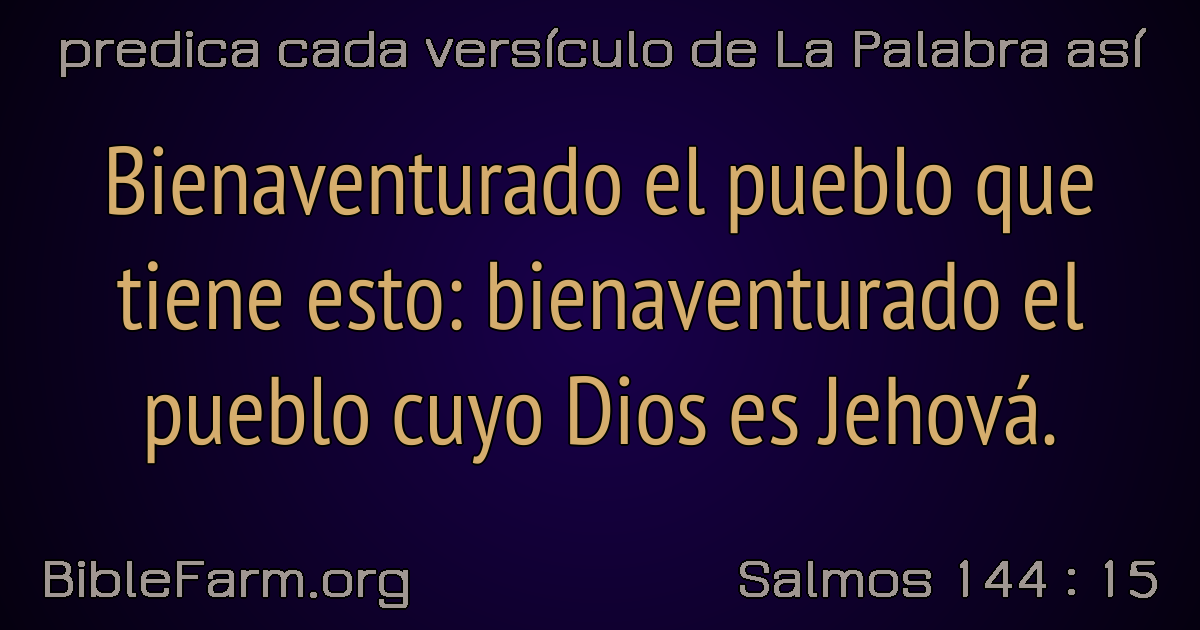 predica cada versículo de La Palabra así
Bienaventurado el pueblo que
tiene esto: bienaventurado el
pueblo cuyo Dios es Jehová.
BibleFarm.org
Salmos 144 : 15